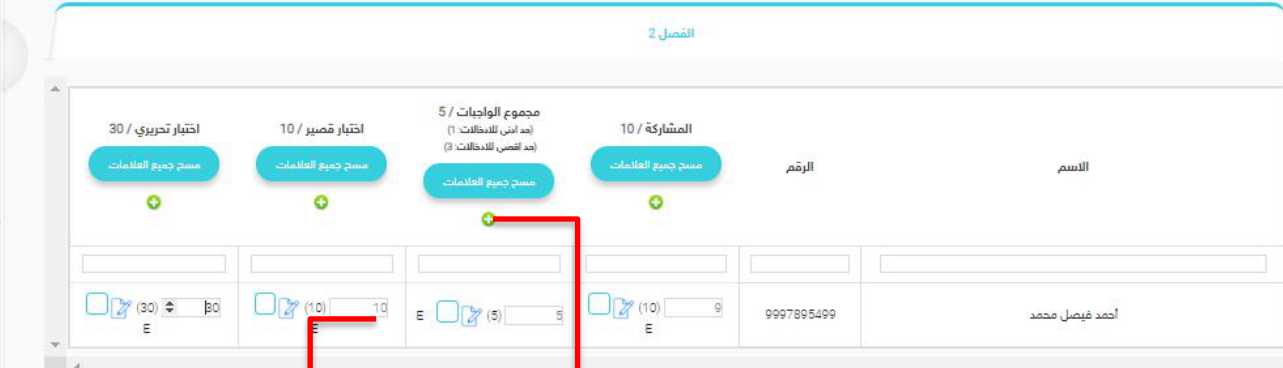 الفصل 2
الاسم
الرقم
المشاركة / 10
مسح جميع العلامات
مجموع الواجبات / 5
(حد ادنى للادخالات: 1)
(حد اقصى للادخالات: 3)
مسح جميع العلامات
اختبار قصير / 10
مسح جميع العلامات
اختبار تحريري / 30
مسح جميع العلامات
أحمد فيصل محمد
9997895499
9 (10)
E
5 (5) E
10 (10)
E
30 (30)
E